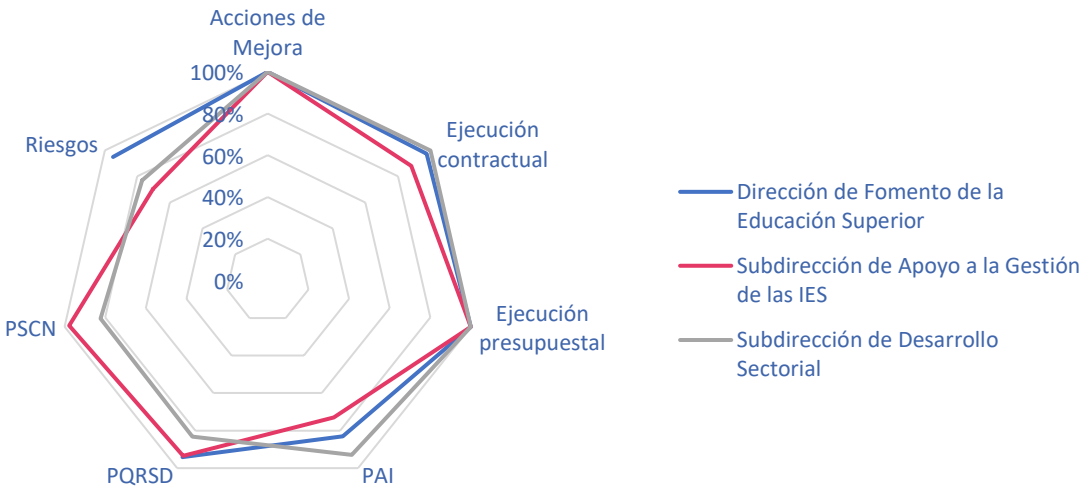 Acciones de
Mejora
100%
80%
60%
40%
20%
0%
Ejecución
contractual
Ejecución
presupuestal
PAI
PQRSD
PSCN
Riesgos
Dirección de Fomento de la
Educación Superior
Subdirección de Apoyo a la Gestión
de las IES
Subdirección de Desarrollo
Sectorial